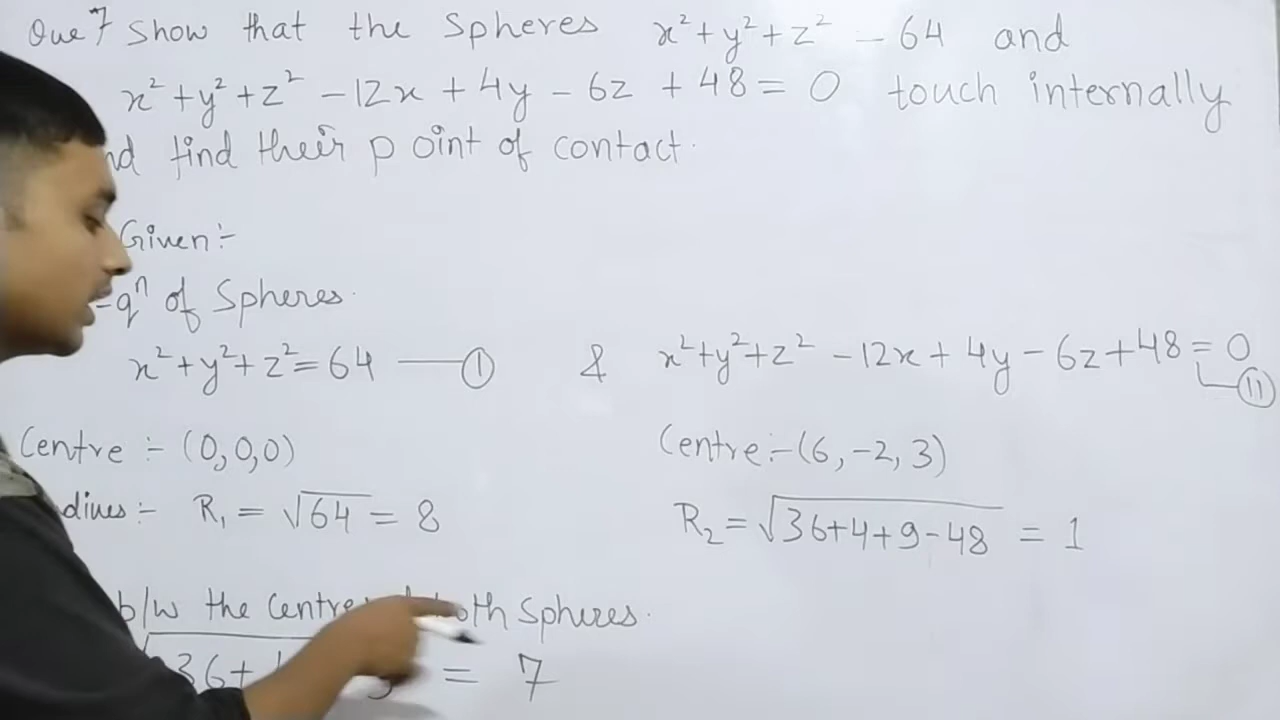 Que 7 Show that the Spheres x² + y² + z² - 64 and
x² + y² + z² - 12x + 4y - 6z + 48 = 0 touch internally
nd find their point of contact.
Given :-
-qⁿ of Spheres.
x² + y² + z² = 64 —— ① & x² + y² + z² - 12x + 4y - 6z + 48 = 0 — ⑪
Centre :- (0,0,0) Centre :- (6, -2, 3)
dius :- R₁ = √64 = 8 R₂ = √36+4+9-48 = 1
b/w the Centre both Spheres.
√36+ = 7